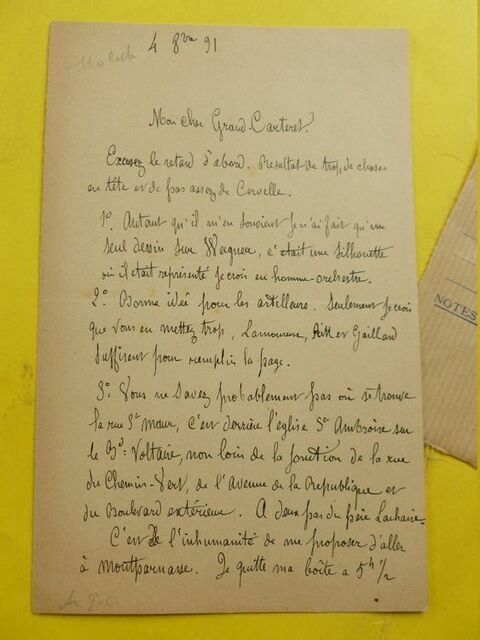 Moloch
4 8bre 91
Mon cher Grand-Carteret.
Excusez le retard d'abord. Résultat de trop de choses
en tête et de pas assez de Cervelle.
1º. Autant qu'il m'en souvient je n'ai fait qu'un
seul dessin sur Wagner, c'était une silhouette
où il était représenté je crois en homme-orchestre.
2º. Bonne idée pour les artilleurs. Seulement je crois
que vous en mettez trop, Lamoureux, et Gaillard
suffisent pour remplir la page.
3º. Vous ne savez probablement pas où se trouve
la rue St Maur, c'est derrière l'église St Ambroise sur
le Bd. Voltaire, non loin de la jonction de la rue
du Chemin-Vert, de l'Avenue de la République et
du Boulevard extérieur. A deux pas du père Lachaise.
C'est de l'inhumanité de me proposer d'aller
à Montparnasse. Je quitte ma boîte a 5h 1/2
Ar. G. C.
NOTES